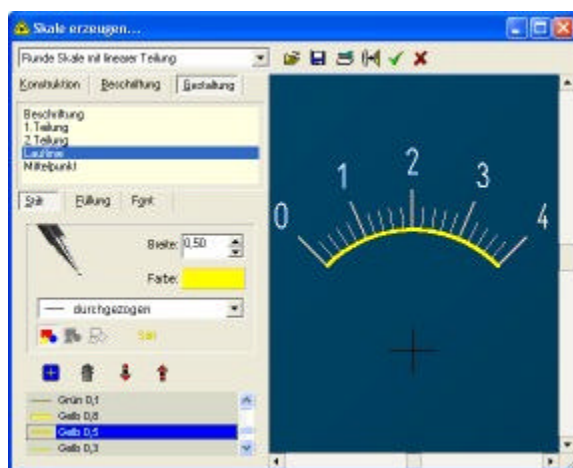 Skale erzeugen...
Runde Skale mit linearer Teilung
Konstruktion Beschriftung Gestaltung
Beschriftung
1.Teilung
2.Teilung
Lauflinie
Mittelpunkt
Stift Füllung Font
Breite: 0,50
Farbe:
durchgezogen
Stift
Grün 0,1
Gelb 0,8
Gelb 0,5
Gelb 0,3
0 1 2 3 4